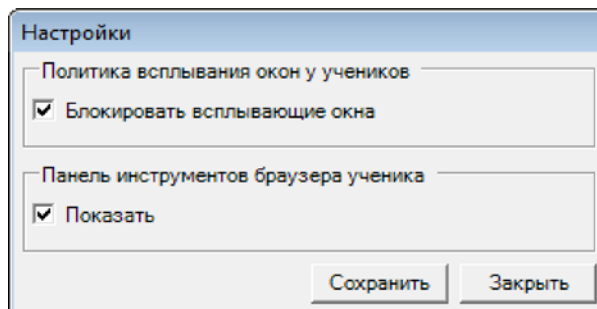 Настройки
Политика всплывания окон у учеников
Блокировать всплывающие окна
Панель инструментов браузера ученика
Показать
Сохранить Закрыть